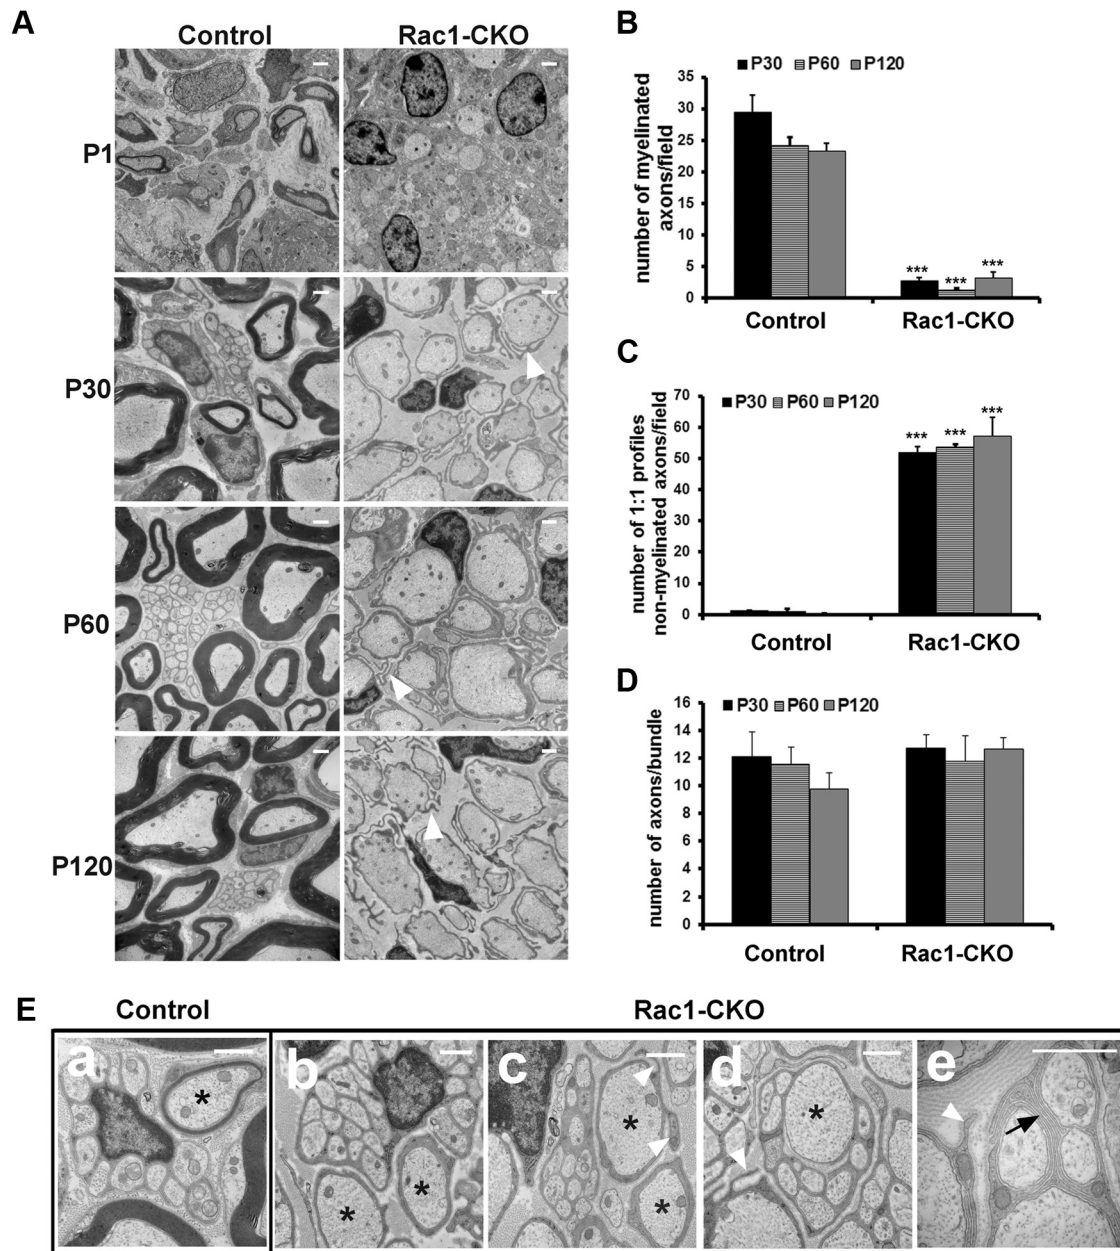 A
Control Rac1-CKO
P1
P30
P60
P120
B
P30 P60 P120
number of myelinated
axons/field
35
30
25
20
15
10
5
0
*** *** ***
Control Rac1-CKO
C
P30 P60 P120
number of 1:1 profiles
non-myelinated axons/field
70
60
50
40
30
20
10
0
*** *** ***
Control Rac1-CKO
D
P30 P60 P120
number of axons/bundle
16
14
12
10
8
6
4
2
0
Control Rac1-CKO
E
Control Rac1-CKO
a b c d e
* * * * * *